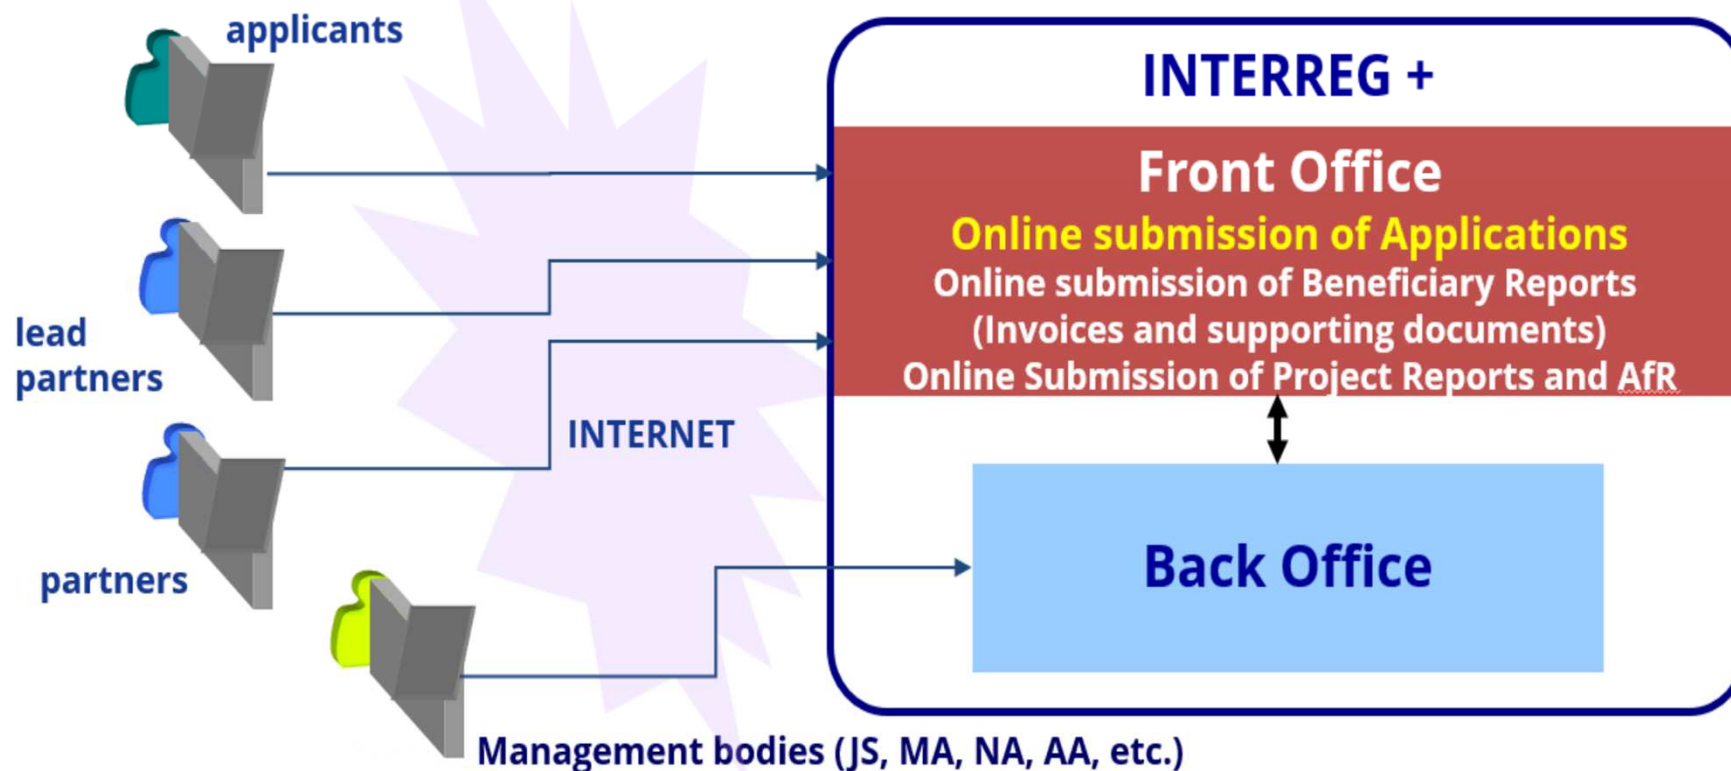 applicants
lead
partners
partners
INTERNET
Management bodies (JS, MA, NA, AA, etc.)
INTERREG +
Front Office
Online submission of Applications
Online submission of Beneficiary Reports
(Invoices and supporting documents)
Online Submission of Project Reports and AfR
Back Office